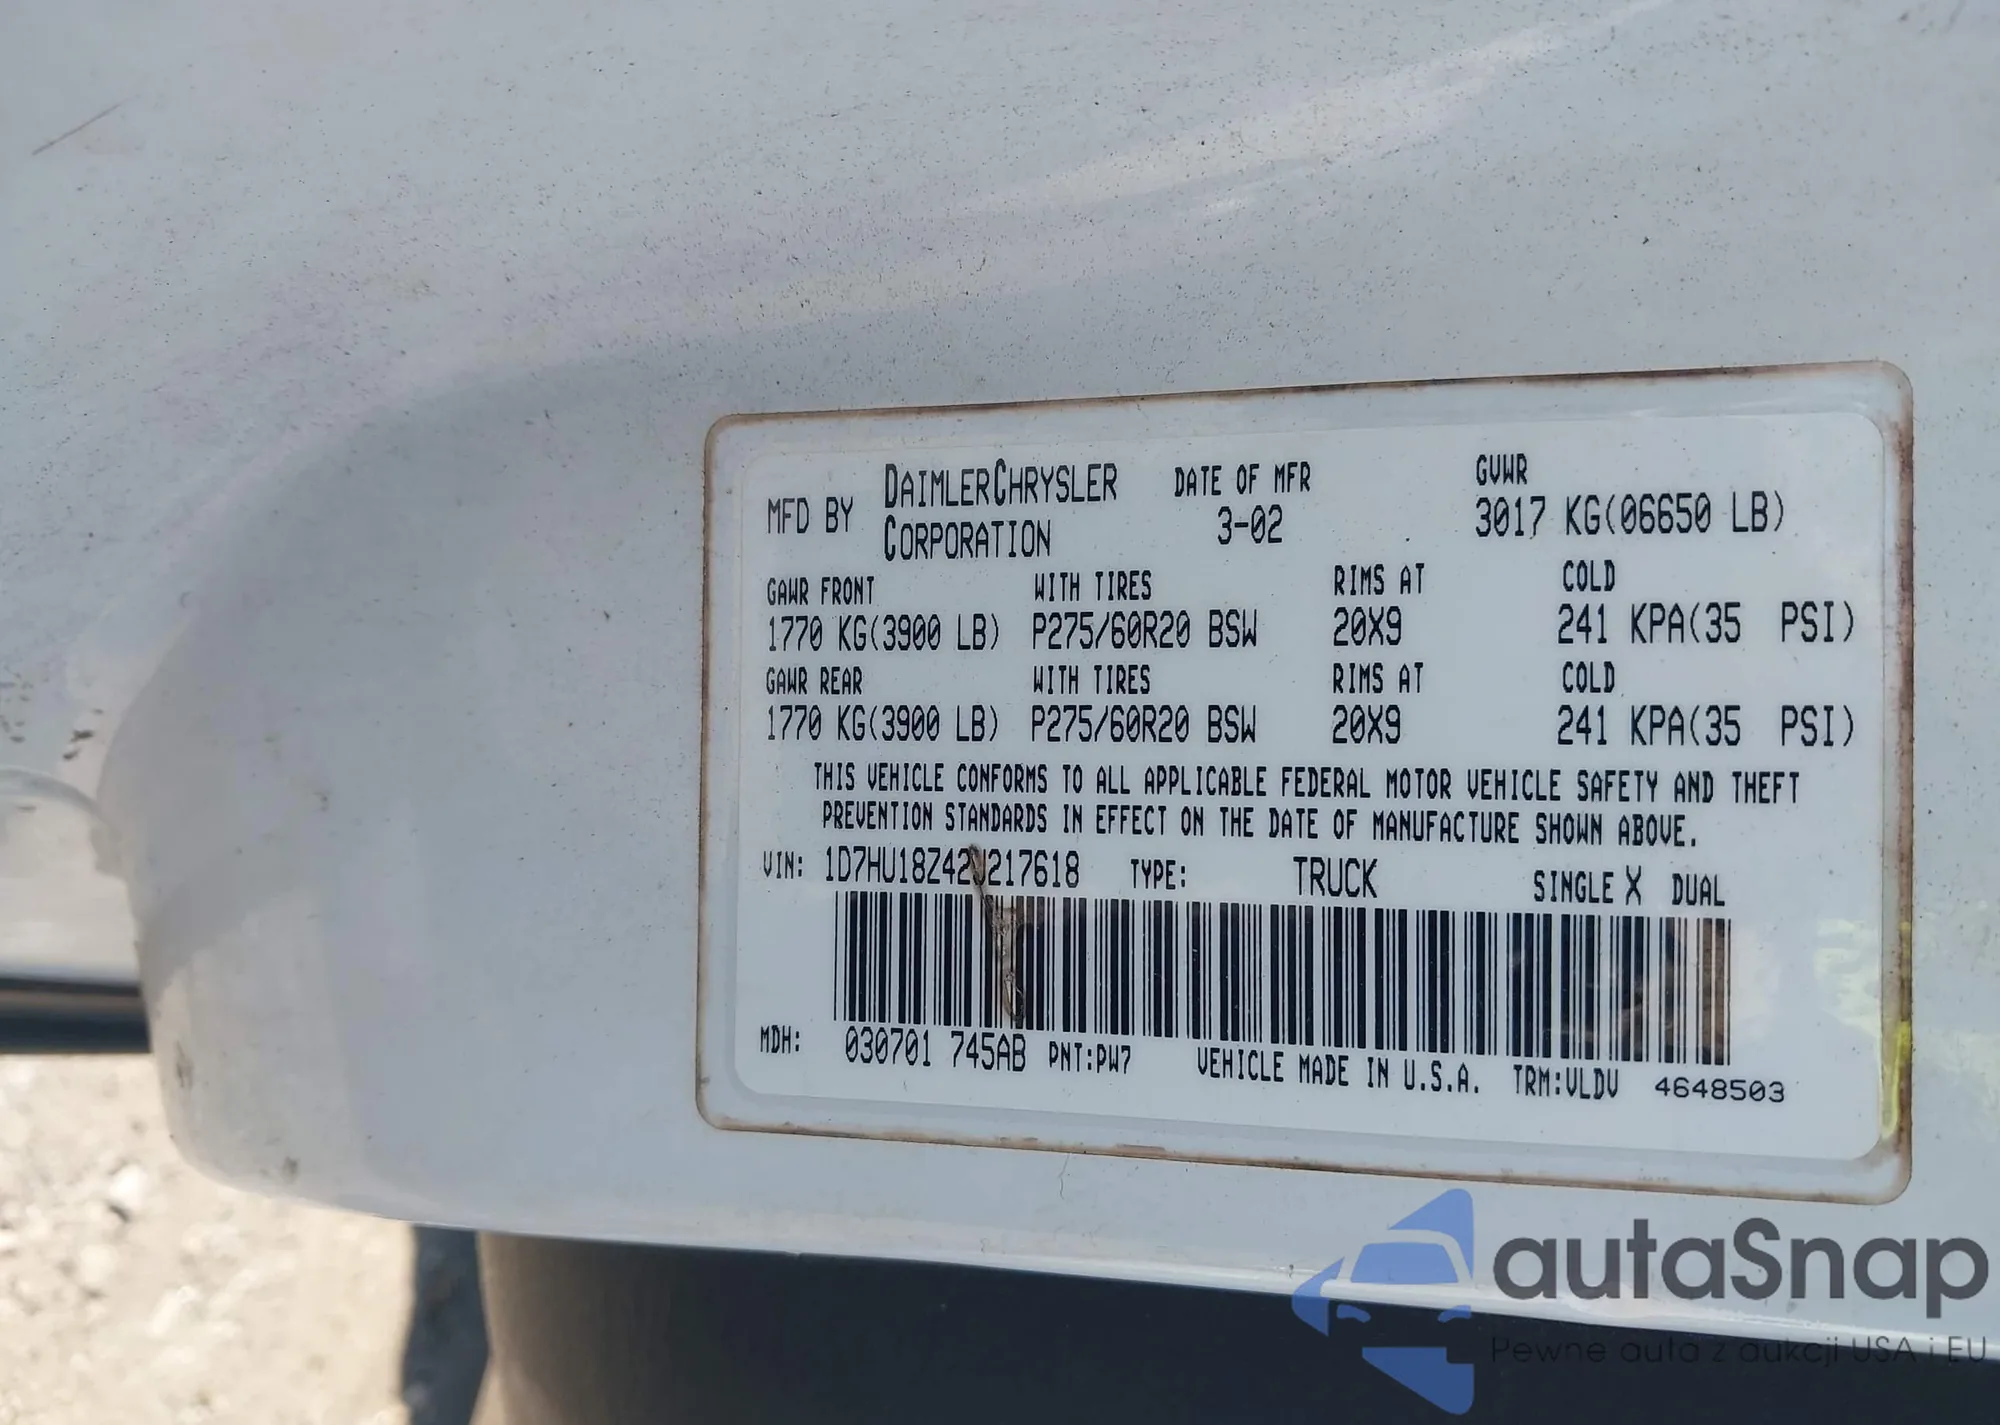 MFD BY DAIMLERCHRYSLER CORPORATION DATE OF MFR 3-02 GVWR 3017 KG(06650 LB)
GAWR FRONT WITH TIRES RIMS AT COLD
1770 KG(3900 LB) P275/60R20 BSW 20X9 241 KPA(35 PSI)
GAWR REAR WITH TIRES RIMS AT COLD
1770 KG(3900 LB) P275/60R20 BSW 20X9 241 KPA(35 PSI)
THIS VEHICLE CONFORMS TO ALL APPLICABLE FEDERAL MOTOR VEHICLE SAFETY AND THEFT
PREVENTION STANDARDS IN EFFECT ON THE DATE OF MANUFACTURE SHOWN ABOVE.
VIN: 1D7HU18Z42J217618 TYPE: TRUCK SINGLE X DUAL
MDH: 030701 745AB PNT:PW7 VEHICLE MADE IN U.S.A. TRM:VLDV 4648503
autaSnap
Pewne auta z aukcji USA i EU